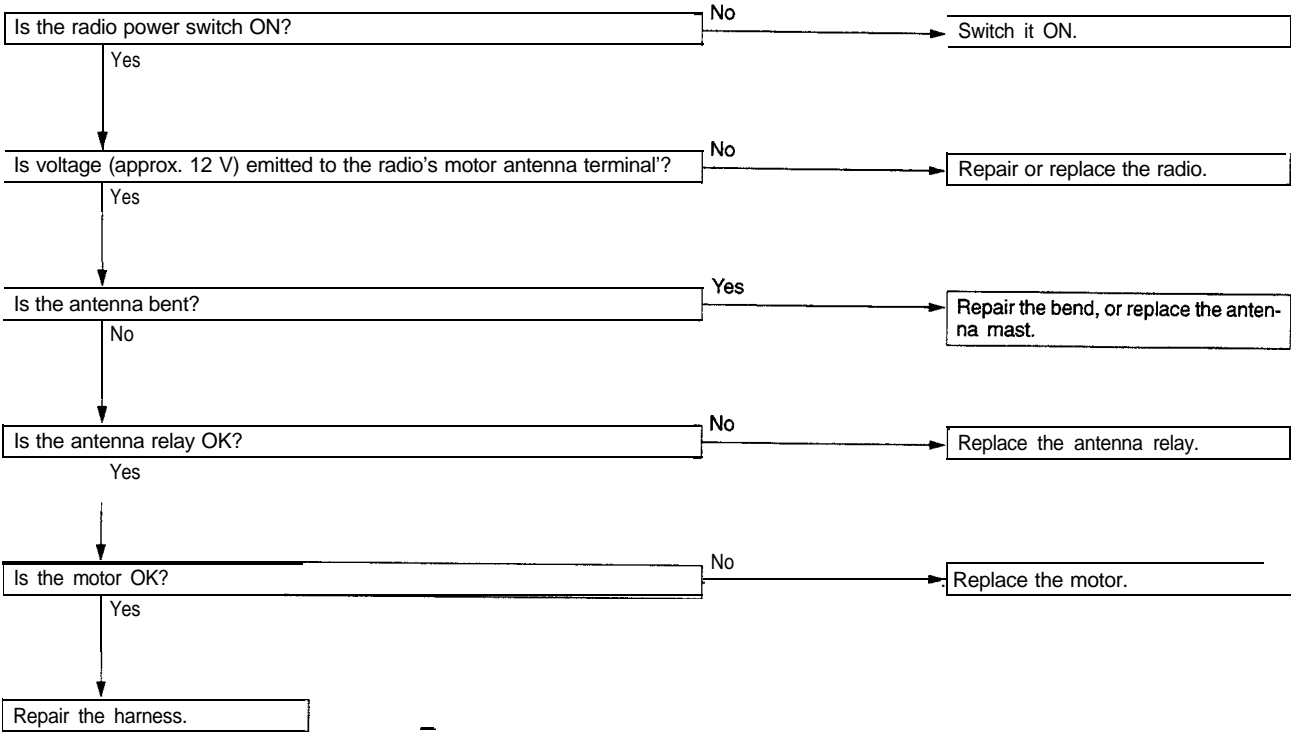 Is the radio power switch ON?
No
Switch it ON.
Yes
Is voltage (approx. 12 V) emitted to the radio's motor antenna terminal'?
No
Repair or replace the radio.
Yes
Is the antenna bent?
Yes
Repair the bend, or replace the anten-
na mast.
No
Is the antenna relay OK?
No
Replace the antenna relay.
Yes
Is the motor OK?
No
Replace the motor.
Yes
Repair the harness.